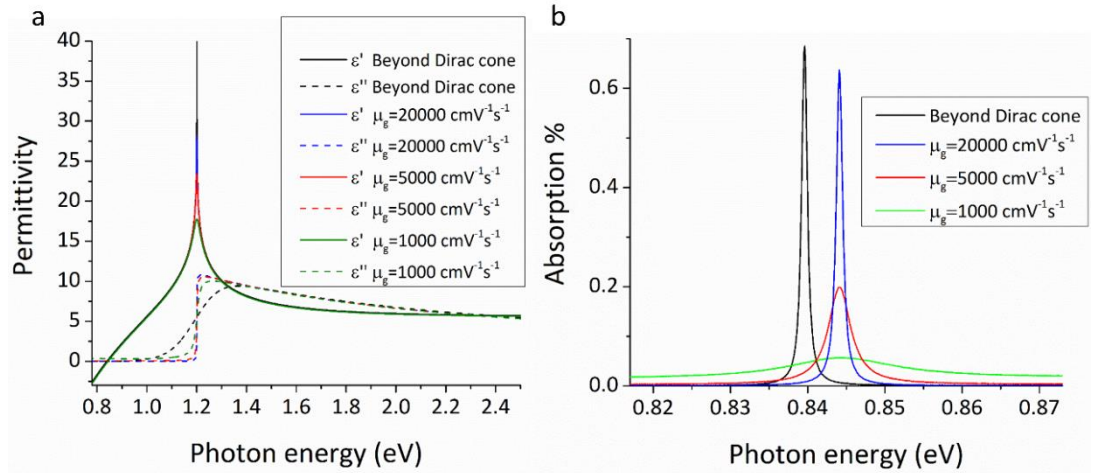 a
40
35
30
25
20
15
10
5
0
Permittivity
ε' Beyond Dirac cone
ε" Beyond Dirac cone
ε' μg=20000 cmV⁻¹s⁻¹
ε" μg=20000 cmV⁻¹s⁻¹
ε' μg=5000 cmV⁻¹s⁻¹
ε" μg=5000 cmV⁻¹s⁻¹
ε' μg=1000 cmV⁻¹s⁻¹
ε" μg=1000 cmV⁻¹s⁻¹
0.8 1.0 1.2 1.4 1.6 1.8 2.0 2.2 2.4
Photon energy (eV)
b
0.6
0.4
0.2
0.0
Absorption %
Beyond Dirac cone
μg=20000 cmV⁻¹s⁻¹
μg=5000 cmV⁻¹s⁻¹
μg=1000 cmV⁻¹s⁻¹
0.82 0.83 0.84 0.85 0.86 0.87
Photon energy (eV)